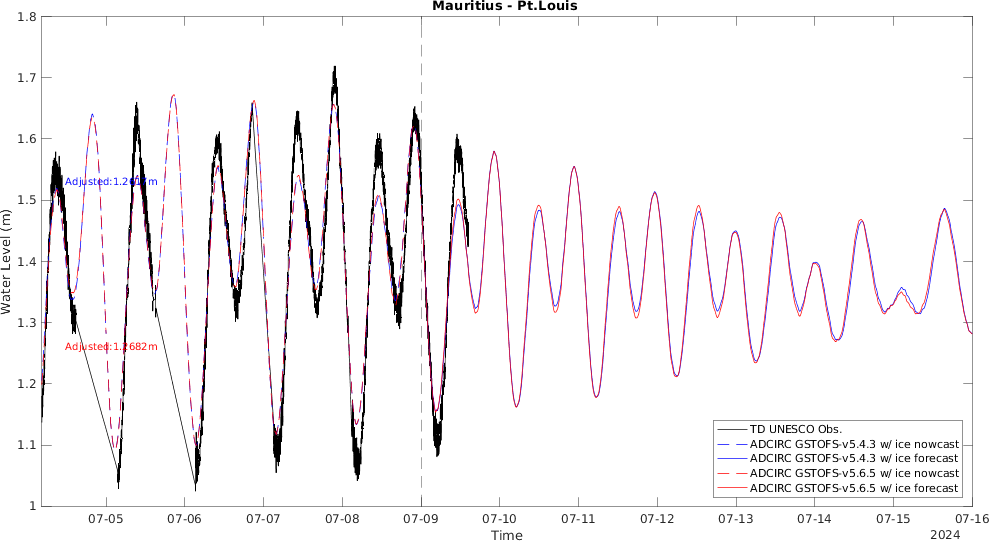 Mauritius - Pt.Louis
1.8
1.7
1.6
1.5
1.4
1.3
1.2
1.1
1
Water Level (m)
Adjusted:1.2617m
Adjusted:1.2682m
TD UNESCO Obs.
ADCIRC GSTOFS-v5.4.3 w/ ice nowcast
ADCIRC GSTOFS-v5.4.3 w/ ice forecast
ADCIRC GSTOFS-v5.6.5 w/ ice nowcast
ADCIRC GSTOFS-v5.6.5 w/ ice forecast
07-05 07-06 07-07 07-08 07-09 07-10 07-11 07-12 07-13 07-14 07-15 07-16
Time
2024